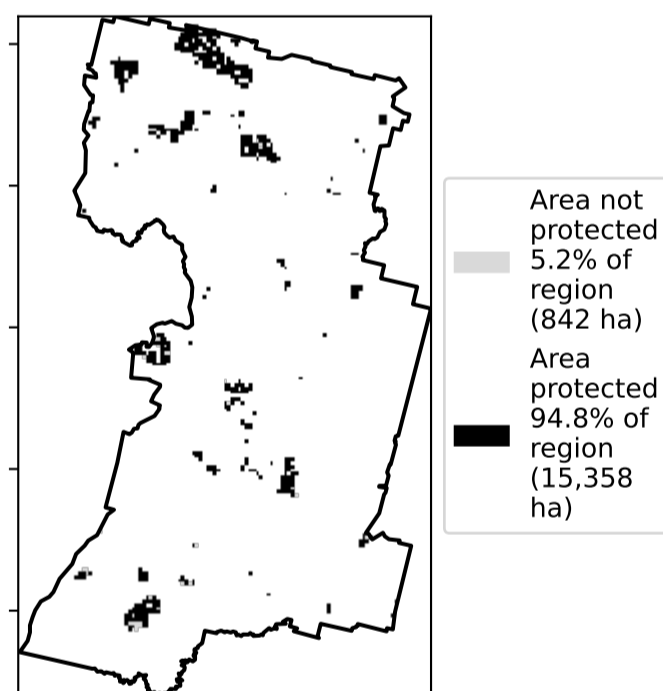 Area not
protected
5.2% of
region
(842 ha)
Area
protected
94.8% of
region
(15,358
ha)